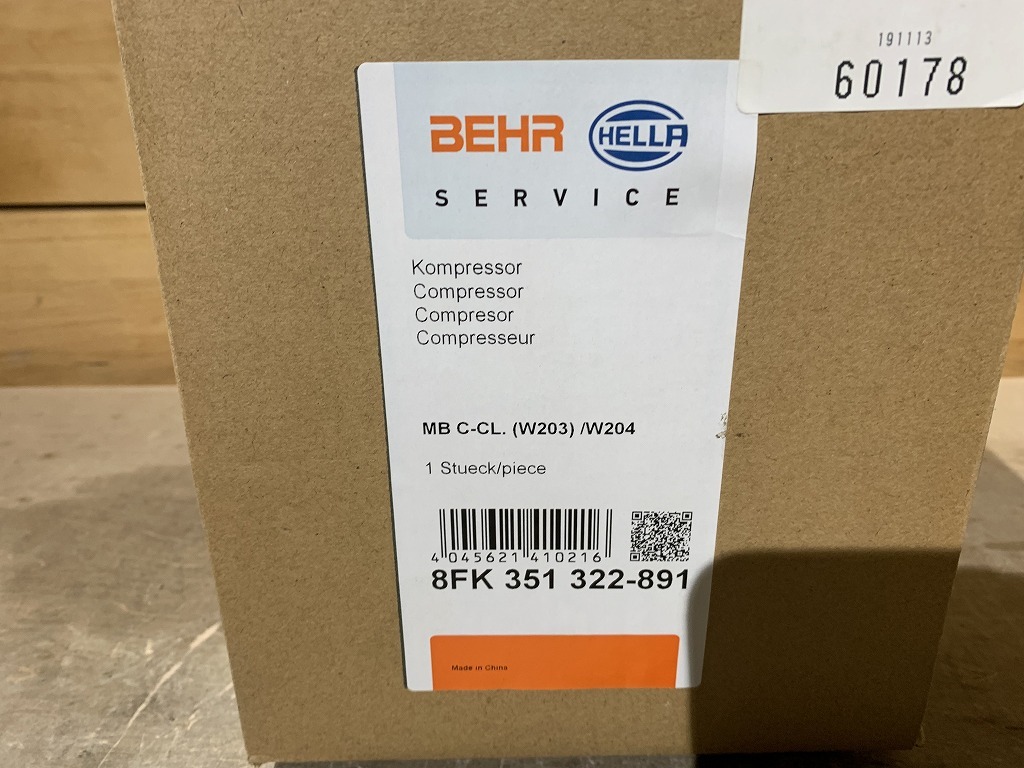 191113
60178
BEHR HELLA
SERVICE
Kompressor
Compressor
Compresor
Compresseur
MB C-CL. (W203) /W204
1 Stueck/piece
4 045621 410216
8FK 351 322-891
Made in China